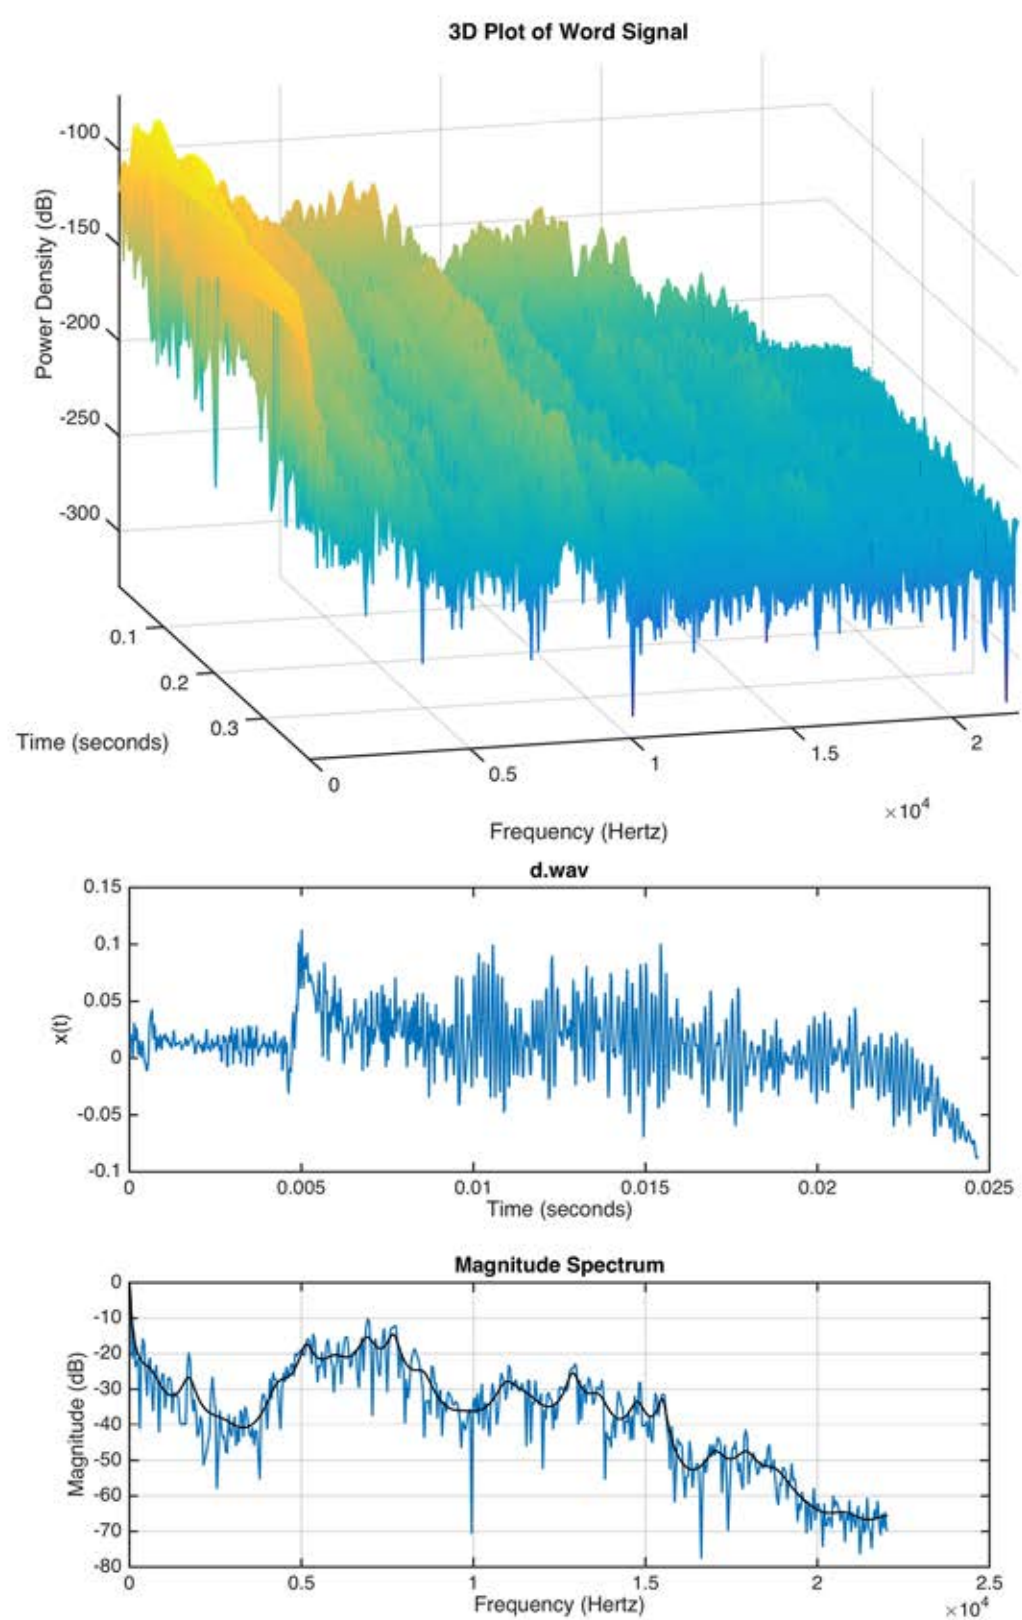 3D Plot of Word Signal
-100
-150
-200
-250
-300
Power Density (dB)
0.1
0.2
0.3
Time (seconds)
0
0.5
1
1.5
2
×10^4
Frequency (Hertz)
d.wav
0.15
0.1
0.05
0
-0.05
-0.1
x(t)
0 0.005 0.01 0.015 0.02 0.025
Time (seconds)
Magnitude Spectrum
0
-10
-20
-30
-40
-50
-60
-70
-80
Magnitude (dB)
0 0.5 1 1.5 2 2.5
Frequency (Hertz)
×10^4